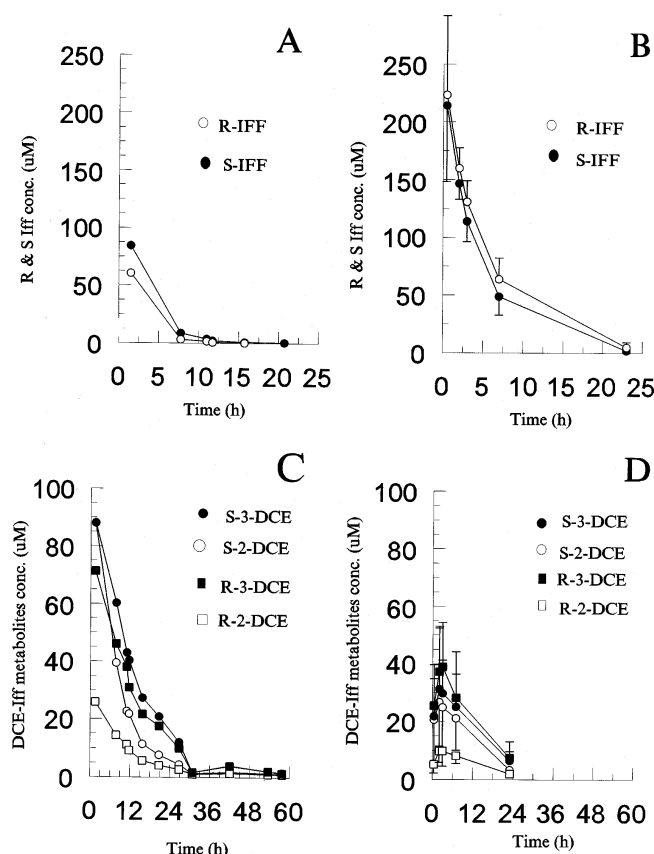 A
250
200
150
100
50
0
R & S Iff conc. (uM)
R-IFF
S-IFF
0 5 10 15 20 25
Time (h)
B
250
200
150
100
50
0
R & S Iff conc. (uM)
R-IFF
S-IFF
0 5 10 15 20 25
Time (h)
C
100
80
60
40
20
0
DCE-Iff metabolites conc. (uM)
S-3-DCE
S-2-DCE
R-3-DCE
R-2-DCE
0 12 24 36 48 60
Time (h)
D
100
80
60
40
20
0
DCE-Iff metabolites conc. (uM)
S-3-DCE
S-2-DCE
R-3-DCE
R-2-DCE
0 12 24 36 48 60
Time (h)